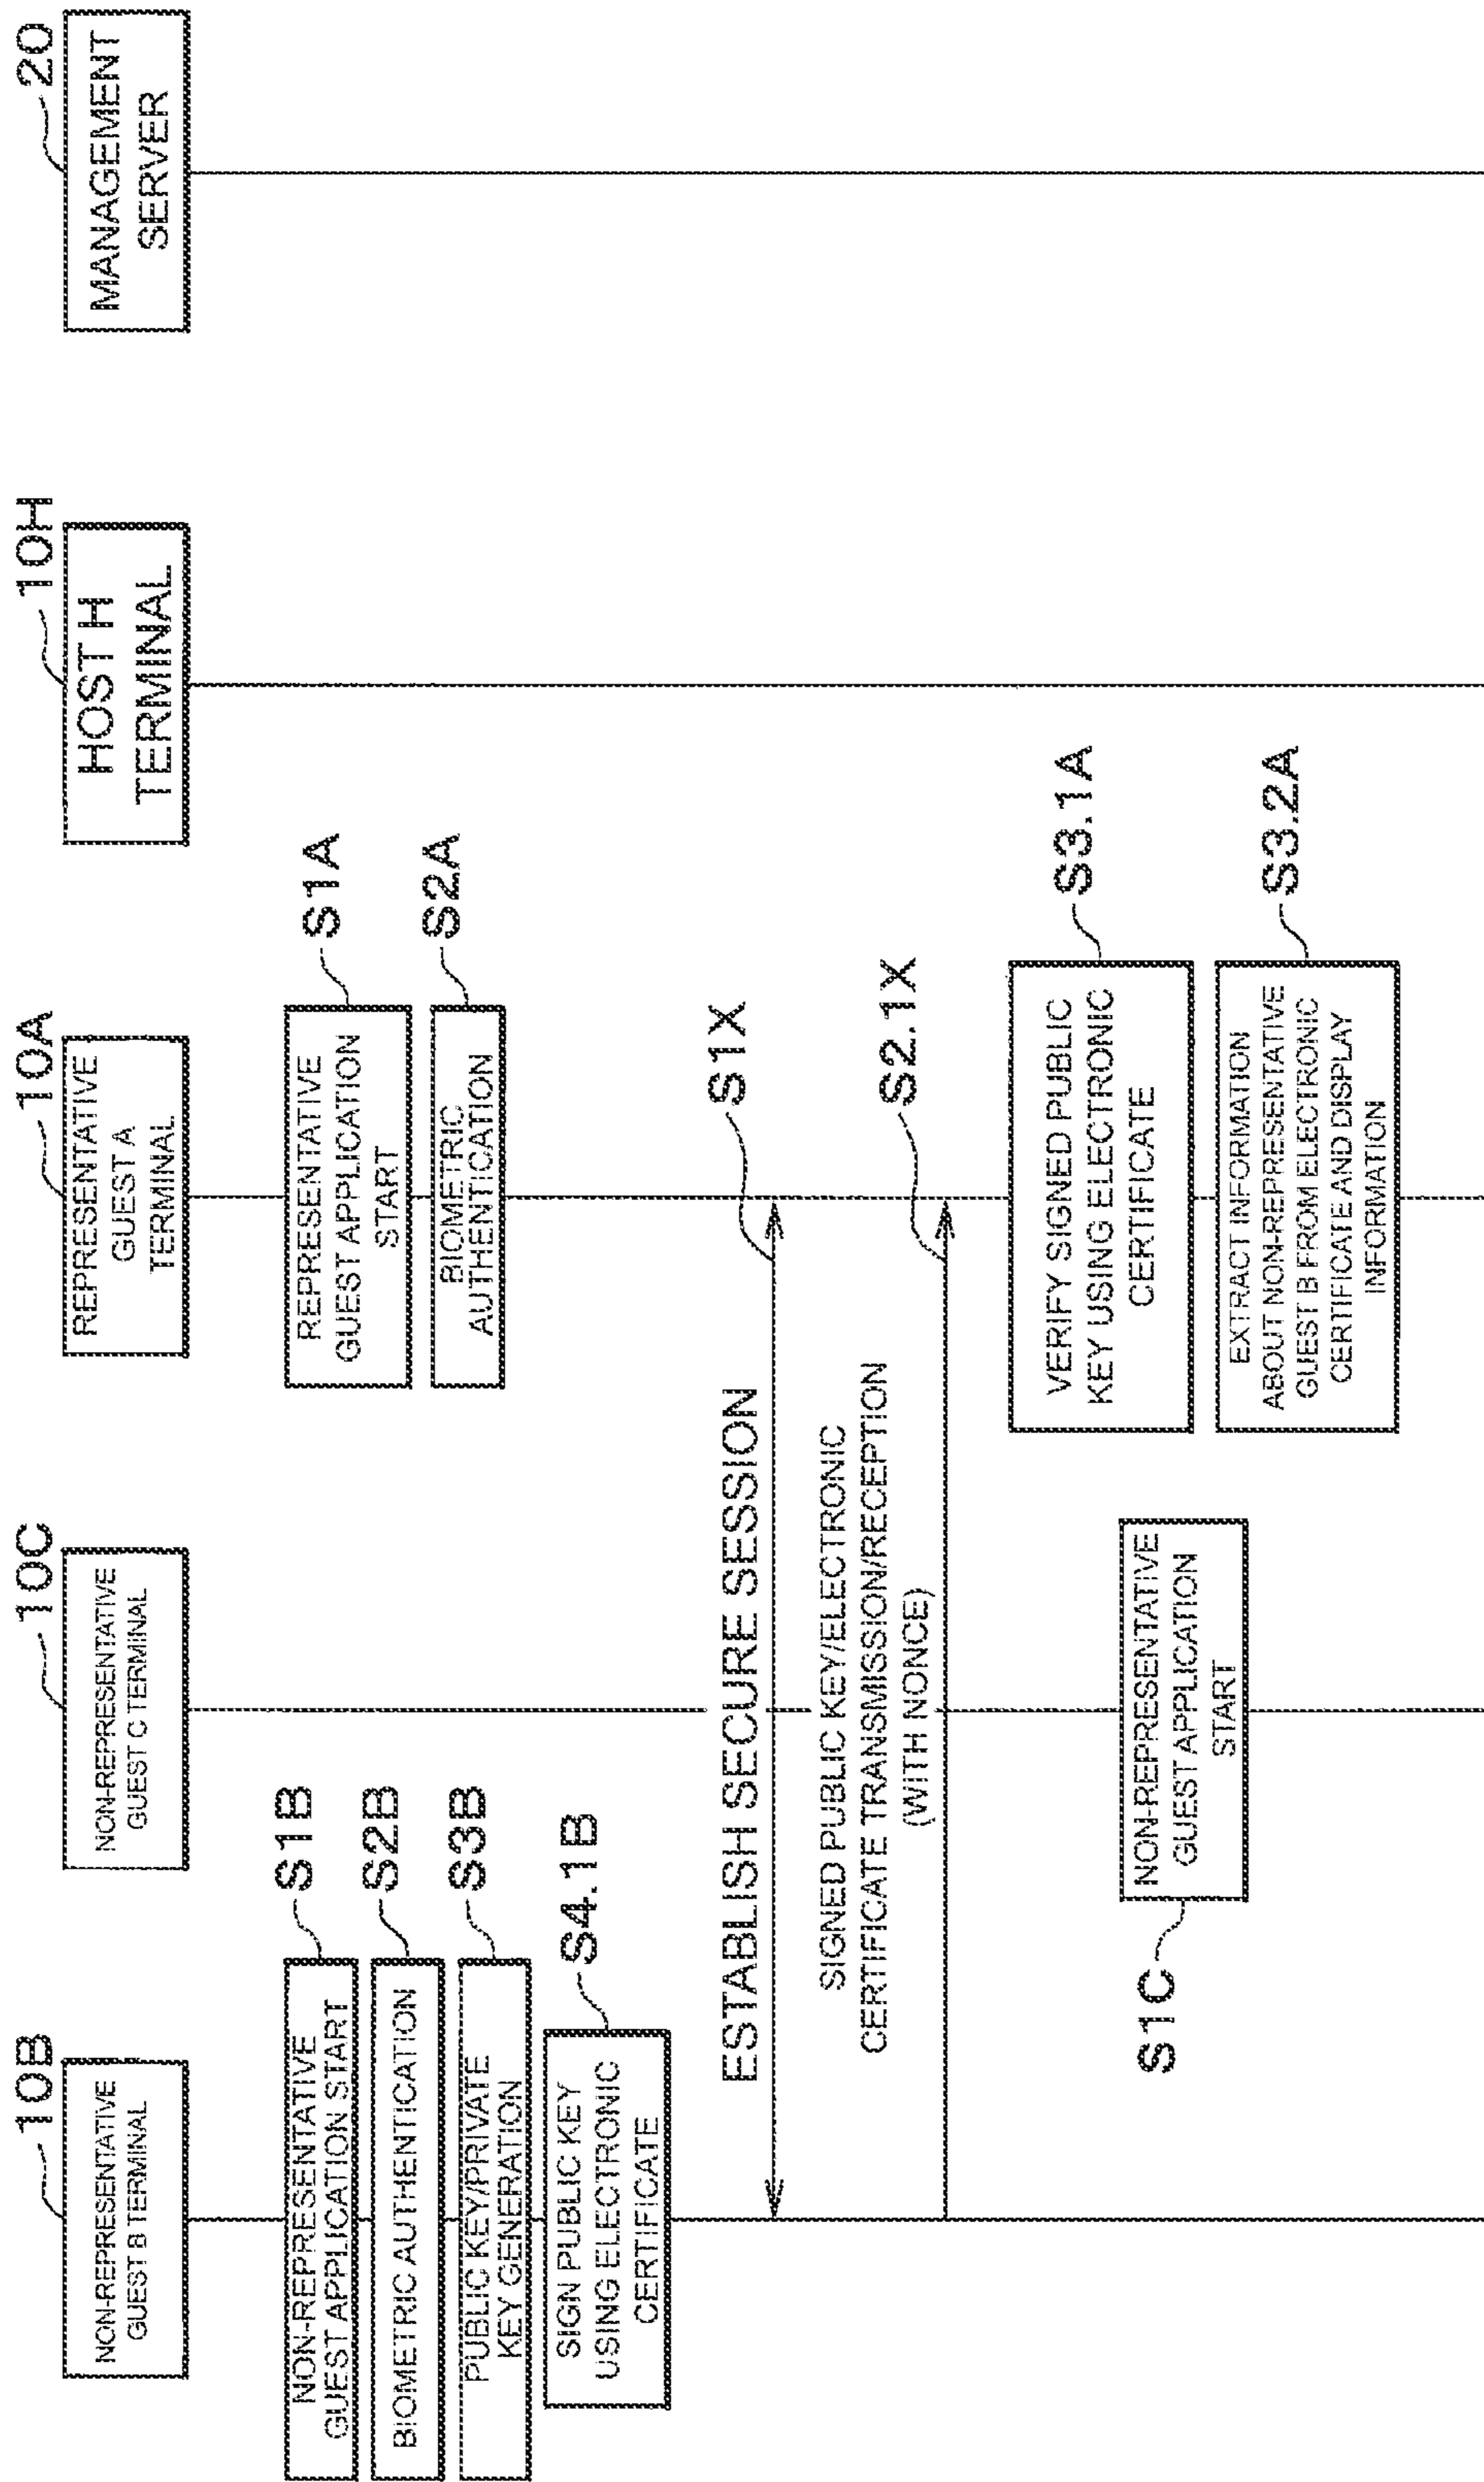 10B
NON-REPRESENTATIVE
GUEST B TERMINAL
10C
NON-REPRESENTATIVE
GUEST C TERMINAL
10A
REPRESENTATIVE
GUEST A
TERMINAL
10H
HOST H
TERMINAL
20
MANAGEMENT
SERVER
NON-REPRESENTATIVE
GUEST APPLICATION START
S1B
BIOMETRIC AUTHENTICATION
S2B
PUBLIC KEY/PRIVATE
KEY GENERATION
S3B
SIGN PUBLIC KEY
USING ELECTRONIC
CERTIFICATE
S4.1B
REPRESENTATIVE
GUEST APPLICATION
START
S1A
BIOMETRIC
AUTHENTICATION
S2A
ESTABLISH SECURE SESSION
S1X
SIGNED PUBLIC KEY/ELECTRONIC
CERTIFICATE TRANSMISSION/RECEPTION
(WITH NONCE)
S2.1X
VERIFY SIGNED PUBLIC
KEY USING ELECTRONIC
CERTIFICATE
S3.1A
S1C
NON-REPRESENTATIVE
GUEST APPLICATION
START
EXTRACT INFORMATION
ABOUT NON-REPRESENTATIVE
GUEST B FROM ELECTRONIC
CERTIFICATE AND DISPLAY
INFORMATION
S3.2A